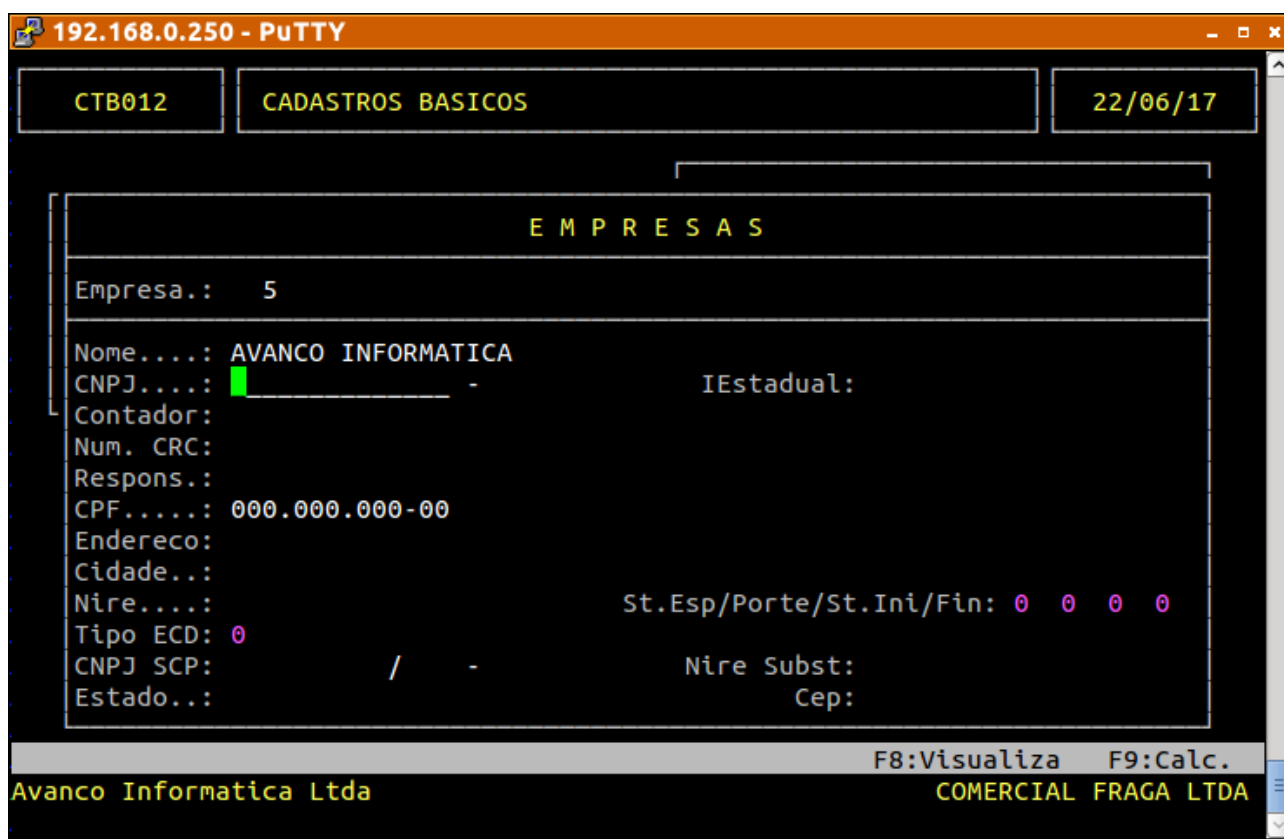 192.168.0.250 - PuTTY
CTB012 CADASTROS BASICOS 22/06/17
E M P R E S A S
Empresa.: 5
Nome....: AVANCO INFORMATICA
CNPJ....: _____________ - IEstadual:
Contador:
Num. CRC:
Respons.:
CPF.....: 000.000.000-00
Endereco:
Cidade..:
Nire....: St.Esp/Porte/St.Ini/Fin: 0 0 0 0
Tipo ECD: 0
CNPJ SCP: / - Nire Subst:
Estado..: Cep:
F8:Visualiza F9:Calc.
Avanco Informatica Ltda COMERCIAL FRAGA LTDA